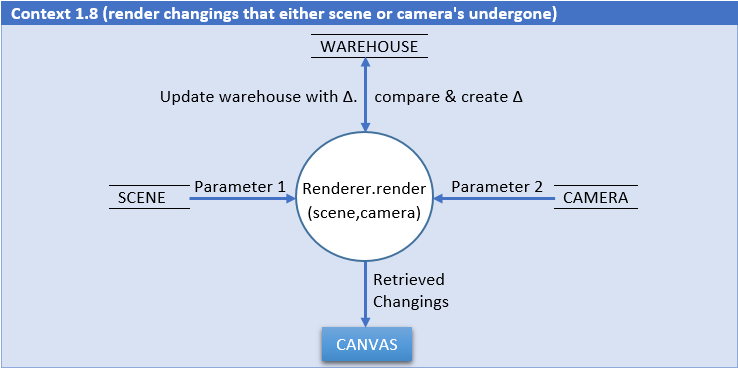 Context 1.8 (render changings that either scene or camera's undergone)
WAREHOUSE
Update warehouse with Δ. compare & create Δ
Parameter 1
Parameter 2
SCENE
Renderer.render
(scene,camera)
CAMERA
Retrieved
Changings
CANVAS